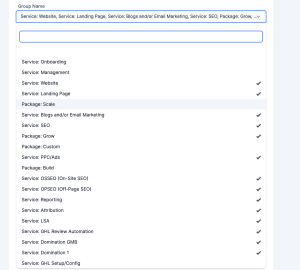 Group Name
Service: Website, Service: Landing Page, Service: Blogs and/or Email Marketing, Service: SEO, Package: Grow, ...
Service: Onboarding
Service: Management
Service: Website
Service: Landing Page
Package: Scale
Service: Blogs and/or Email Marketing
Service: SEO
Package: Grow
Package: Custom
Service: PPC/Ads
Package: Build
Service: OSSEO (On-Site SEO)
Service: OPSEO (Off-Page SEO)
Service: Reporting
Service: Attribution
Service: LSA
Service: GHL Review Automation
Service: Domination GMB
Service: Domination 1
Service: GHL Setup/Config